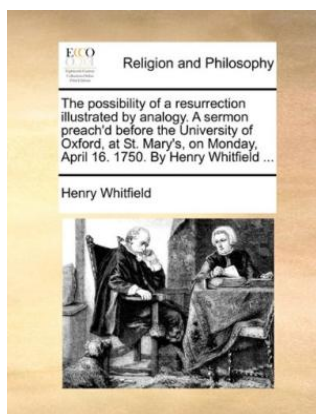 ECCO
Religion and Philosophy
The possibility of a resurrection
illustrated by analogy. A sermon
preach'd before the University of
Oxford, at St. Mary's, on Monday,
April 16. 1750. By Henry Whitfield ...
Henry Whitfield